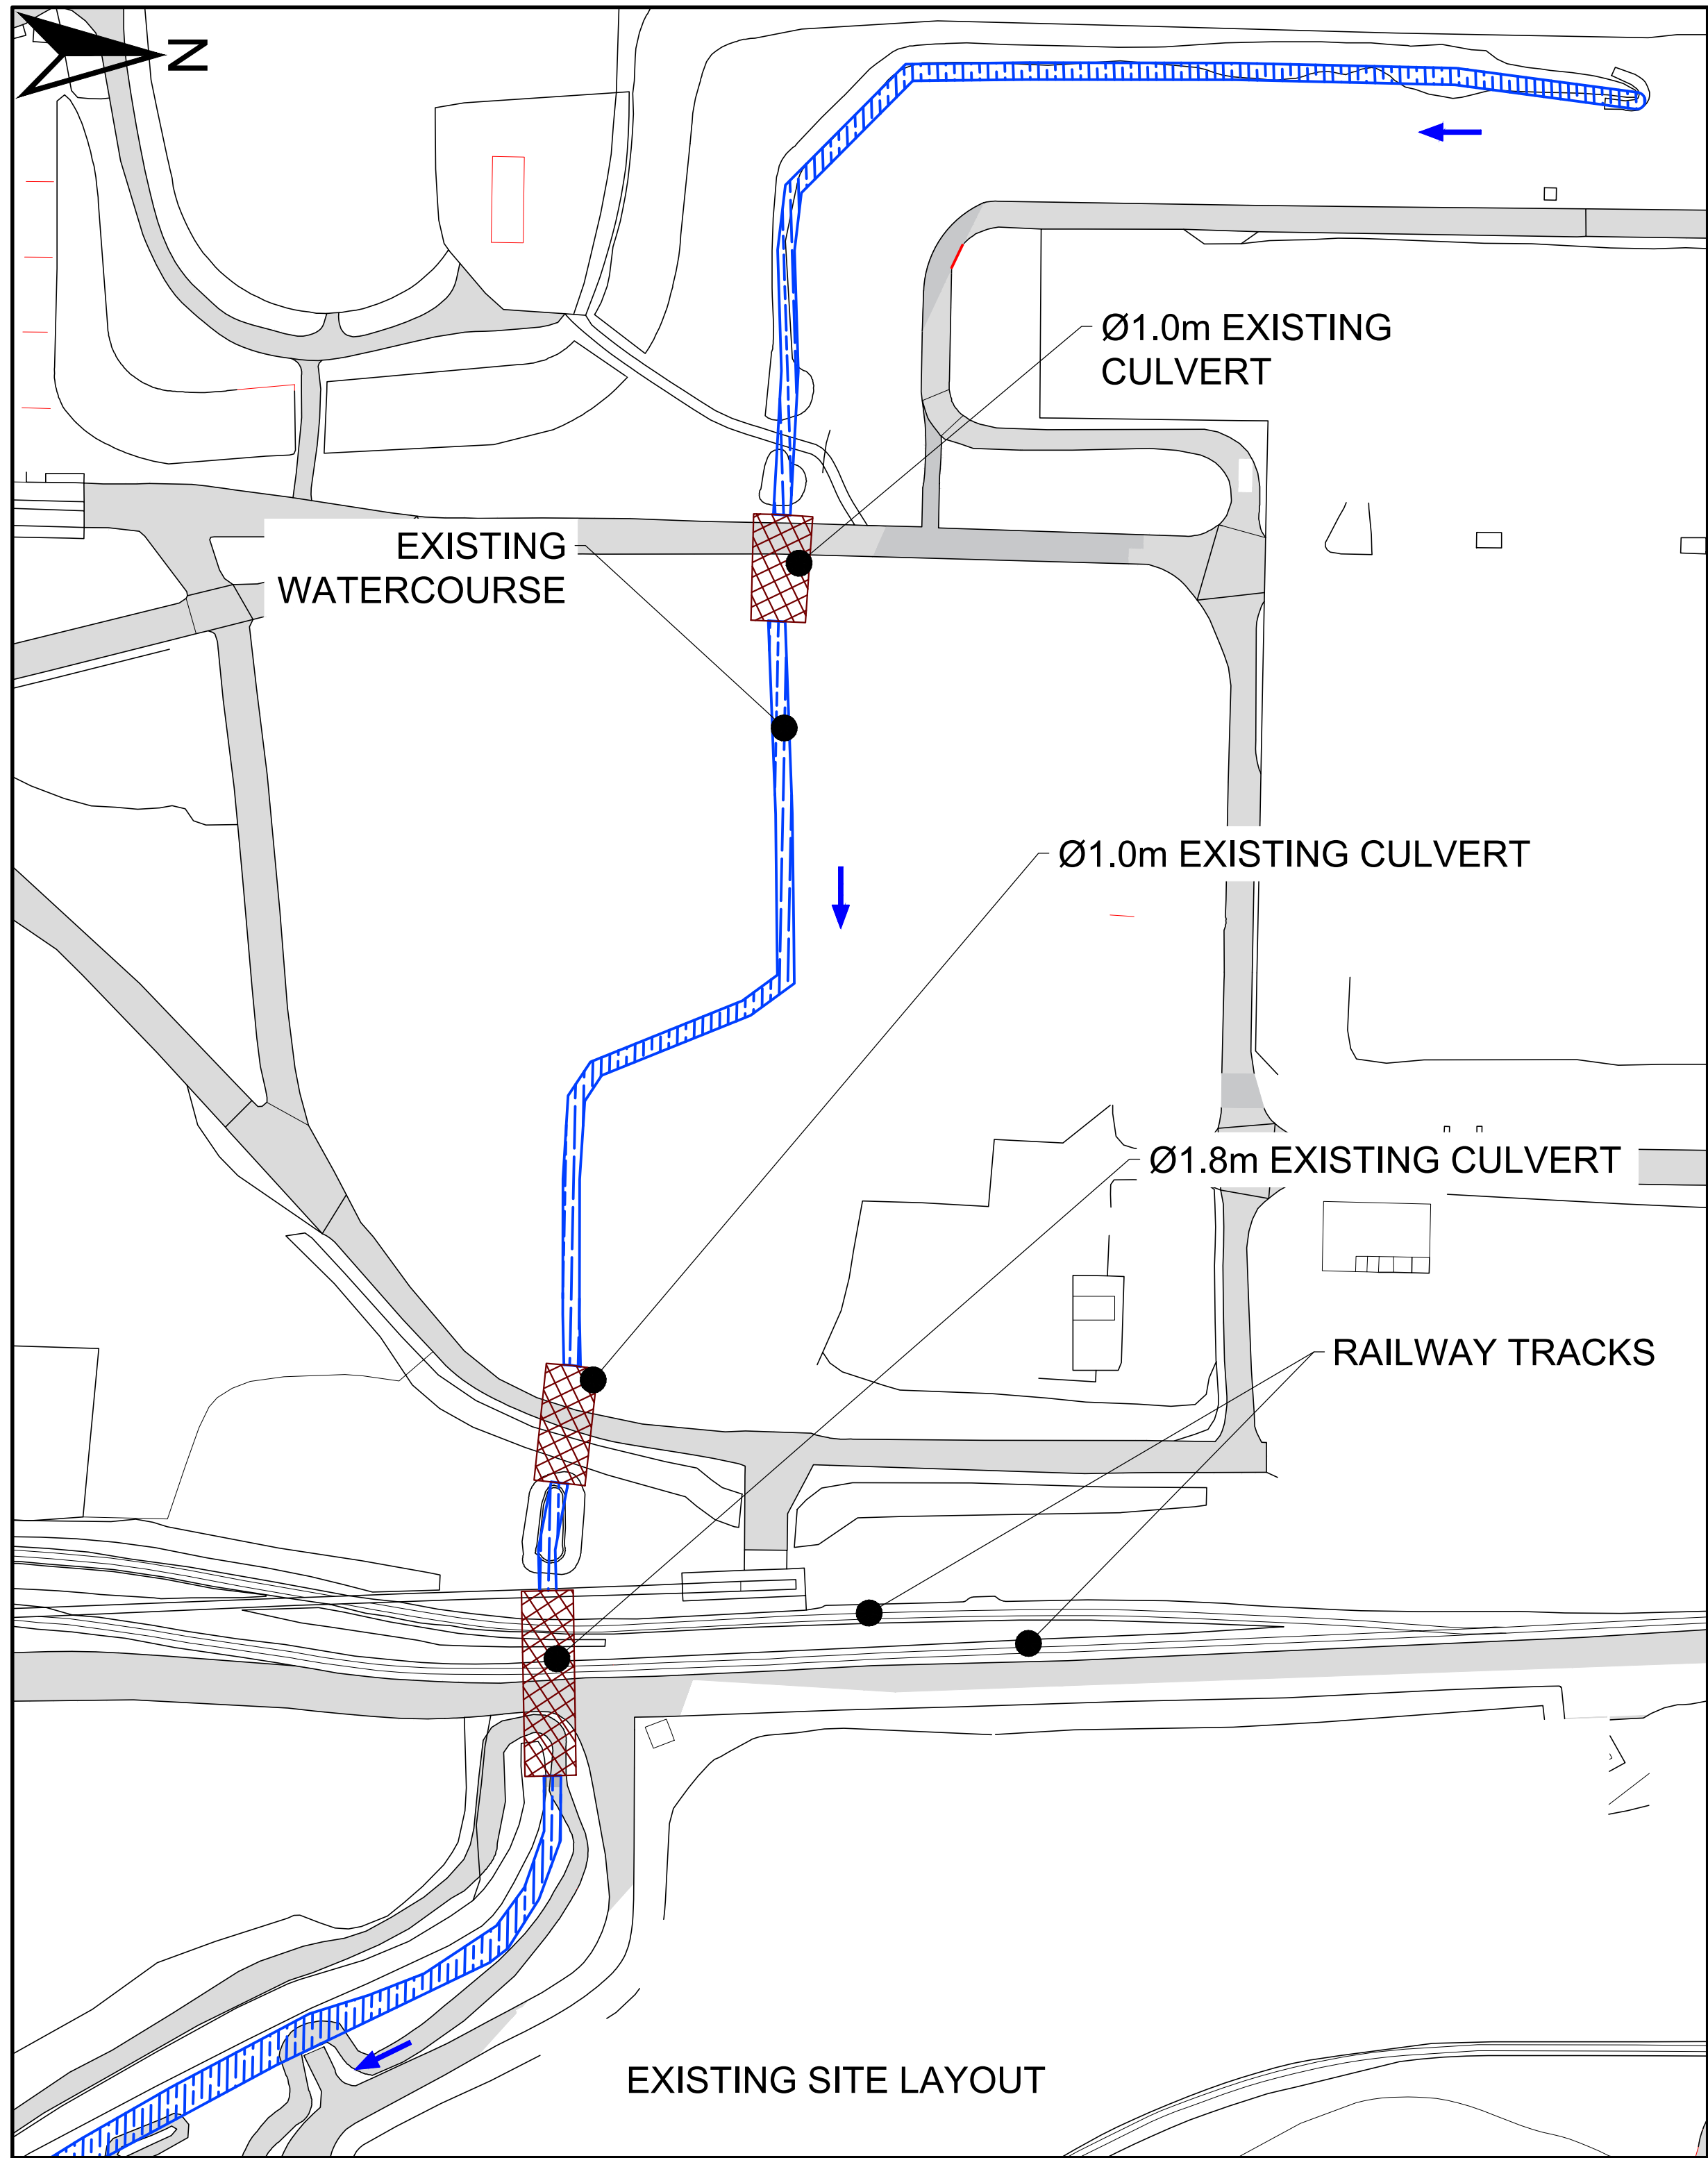 N
Ø1.0m EXISTING
CULVERT
EXISTING
WATERCOURSE
Ø1.0m EXISTING CULVERT
Ø1.8m EXISTING CULVERT
RAILWAY TRACKS
EXISTING SITE LAYOUT